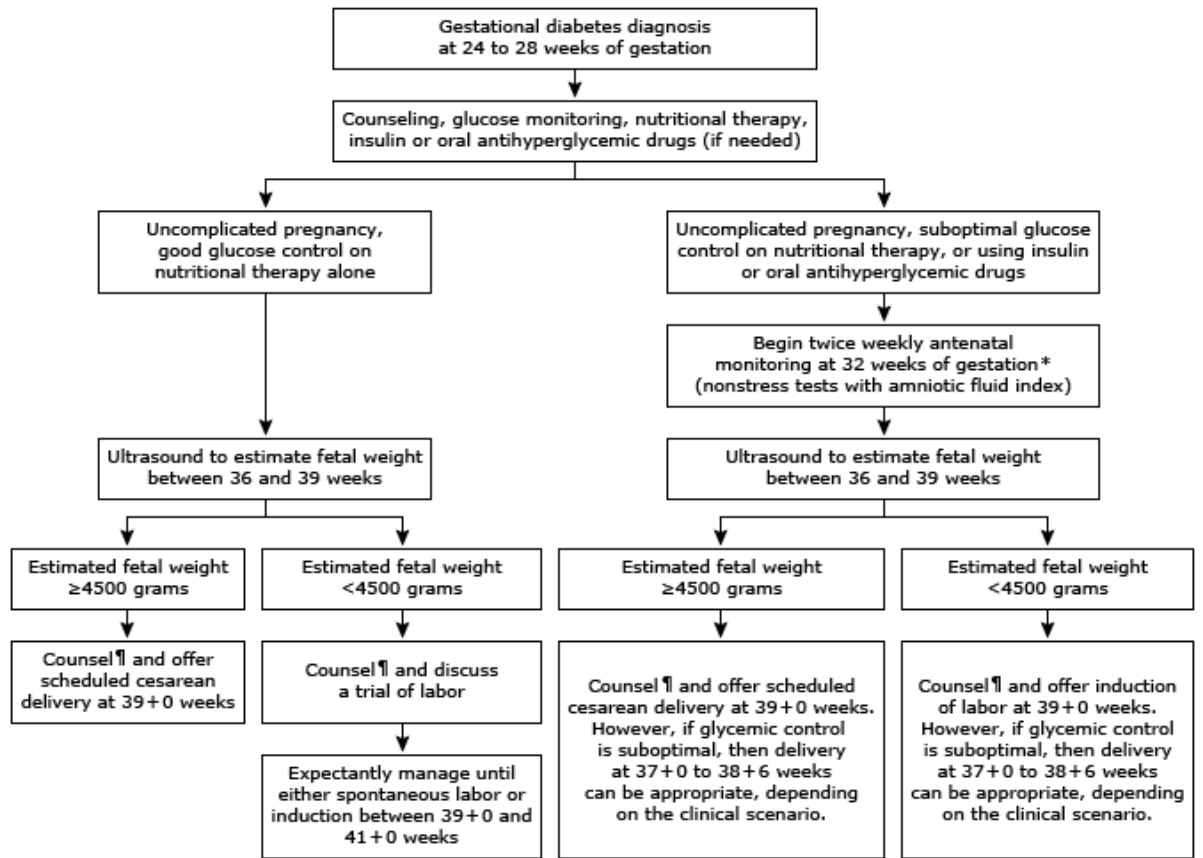 Gestational diabetes diagnosis
at 24 to 28 weeks of gestation
Counseling, glucose monitoring, nutritional therapy,
insulin or oral antihyperglycemic drugs (if needed)
Uncomplicated pregnancy,
good glucose control on
nutritional therapy alone
Uncomplicated pregnancy, suboptimal glucose
control on nutritional therapy, or using insulin
or oral antihyperglycemic drugs
Begin twice weekly antenatal
monitoring at 32 weeks of gestation*
(nonstress tests with amniotic fluid index)
Ultrasound to estimate fetal weight
between 36 and 39 weeks
Ultrasound to estimate fetal weight
between 36 and 39 weeks
Estimated fetal weight
≥4500 grams
Estimated fetal weight
<4500 grams
Estimated fetal weight
≥4500 grams
Estimated fetal weight
<4500 grams
Counsel¶ and offer
scheduled cesarean
delivery at 39+0 weeks
Counsel¶ and discuss
a trial of labor
Expectantly manage until
either spontaneous labor or
induction between 39+0 and
41+0 weeks
Counsel¶ and offer scheduled
cesarean delivery at 39+0 weeks.
However, if glycemic control
is suboptimal, then delivery
at 37+0 to 38+6 weeks
can be appropriate, depending
on the clinical scenario.
Counsel¶ and offer induction
of labor at 39+0 weeks.
However, if glycemic control
is suboptimal, then delivery
at 37+0 to 38+6 weeks
can be appropriate, depending
on the clinical scenario.